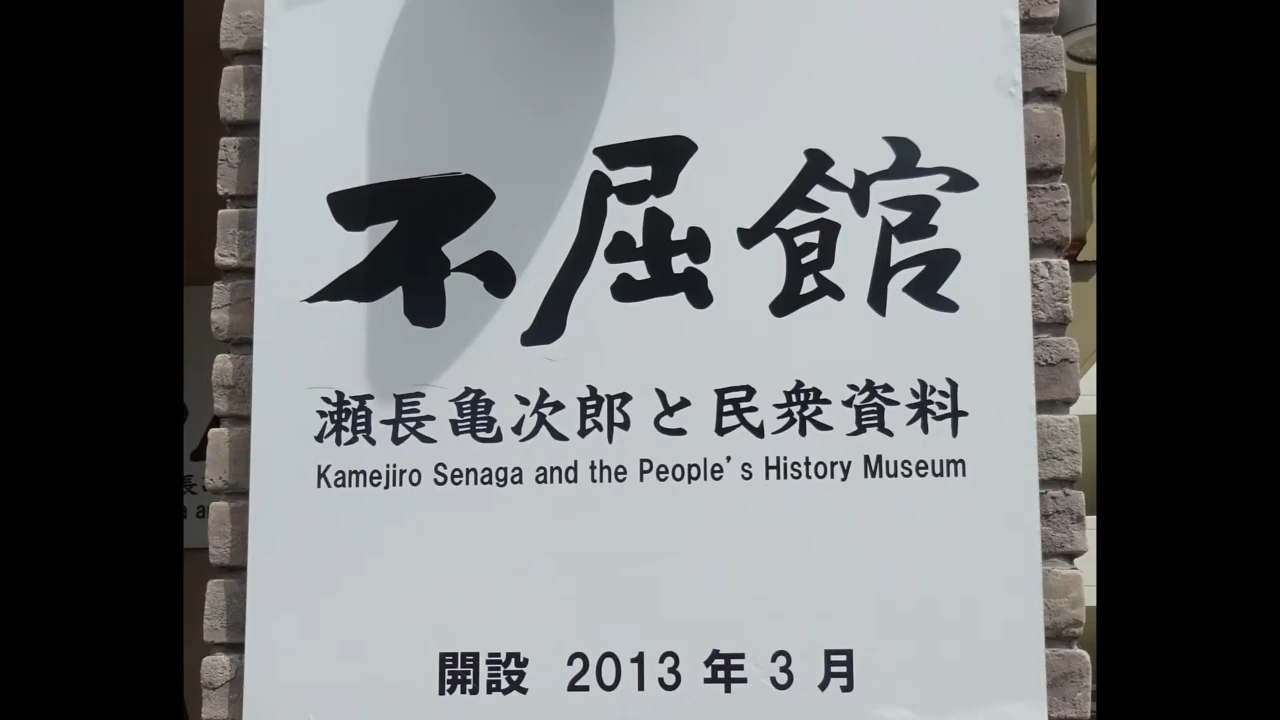 不屈館
瀬長亀次郎と民衆資料
Kamejiro Senaga and the People's History Museum
開設 2013年3月